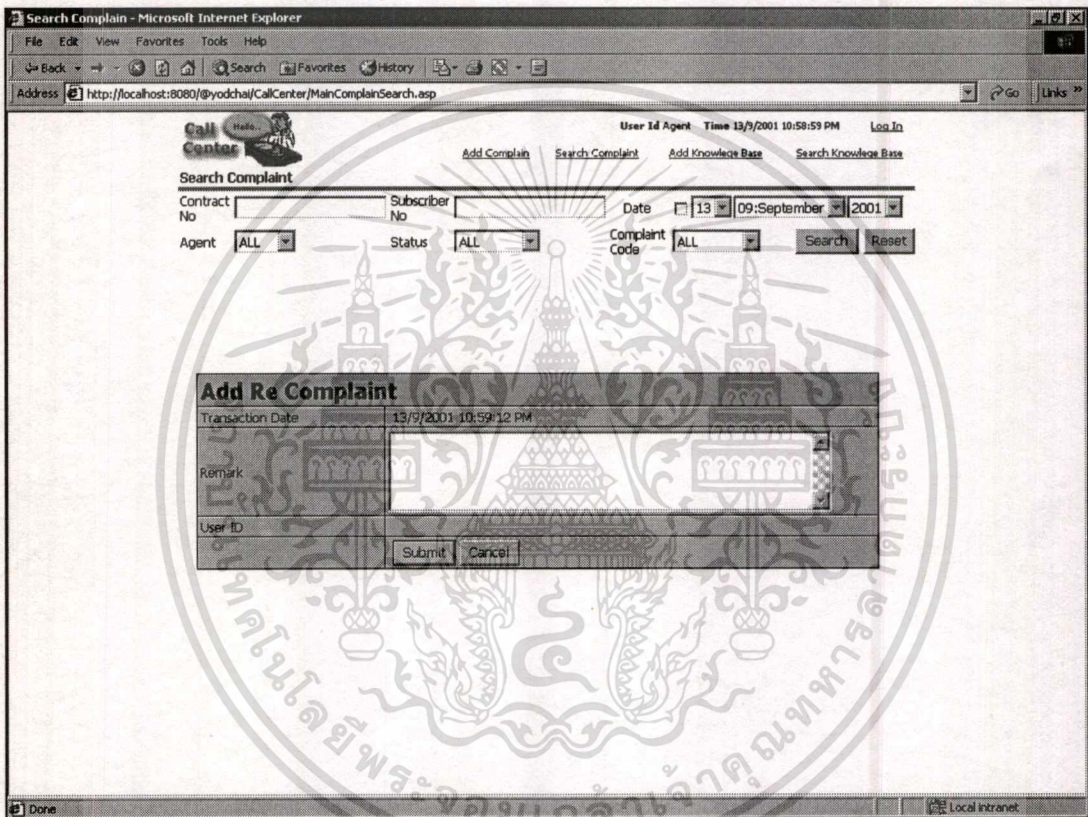 Search Complain - Microsoft Internet Explorer
File Edit View Favorites Tools Help
Back Search Favorites History
Address http://localhost:8080/@yodchai/CallCenter/MainComplainSearch.asp Go Links »
Call Center Hello..
User Id Agent Time 13/9/2001 10:58:59 PM Log In
Add Complain Search Complaint Add Knowlege Base Search Knowlege Base
Search Complaint
Contract No Subscriber No Date 13 09:September 2001
Agent ALL Status ALL Complaint Code ALL Search Reset
Add Re Complaint
Transaction Date 13/9/2001 10:59:12 PM
Remark
User ID
Submit Cancel
Done Local intranet